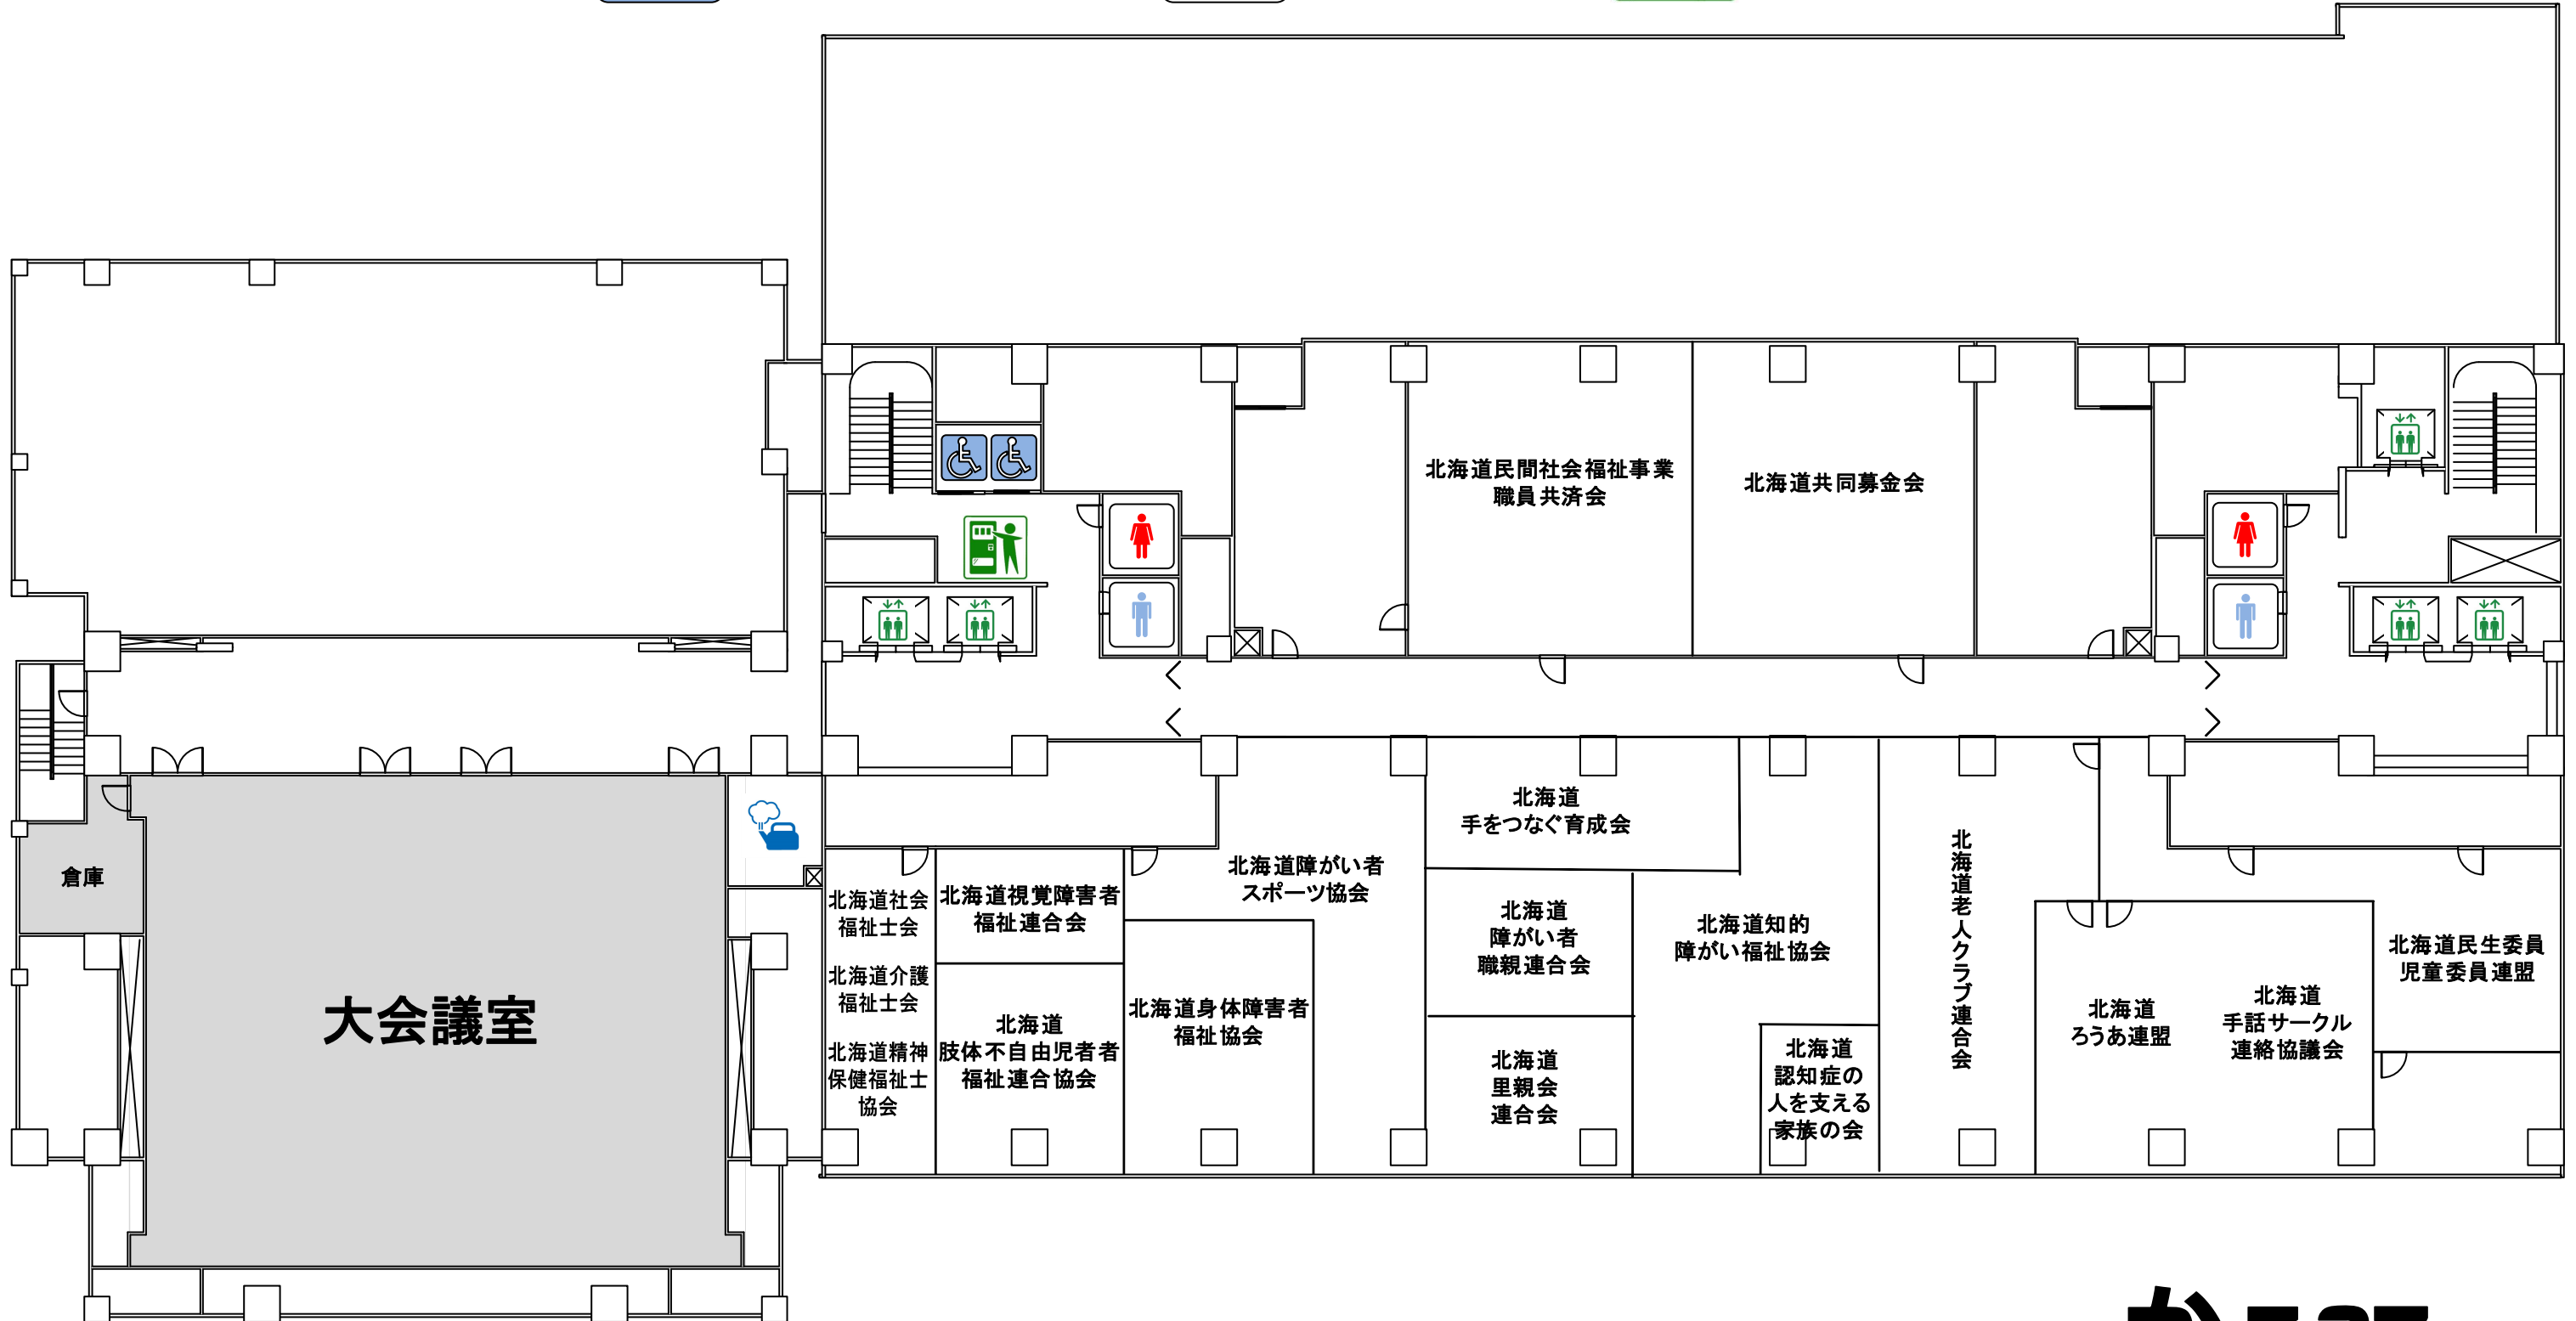 北海道民間社会福祉事業
職員共済会
北海道共同募金会
倉庫
大会議室
北海道社会
福祉士会
北海道介護
福祉士会
北海道精神
保健福祉士
協会
北海道視覚障害者
福祉連合会
北海道
肢体不自由児者者
福祉連合協会
北海道障がい者
スポーツ協会
北海道身体障害者
福祉協会
北海道
手をつなぐ育成会
北海道
障がい者
職親連合会
北海道
里親会
連合会
北海道知的
障がい福祉協会
北海道
認知症の
人を支える
家族の会
北海道老人クラブ連合会
北海道
ろうあ連盟
北海道
手話サークル
連絡協議会
北海道民生委員
児童委員連盟